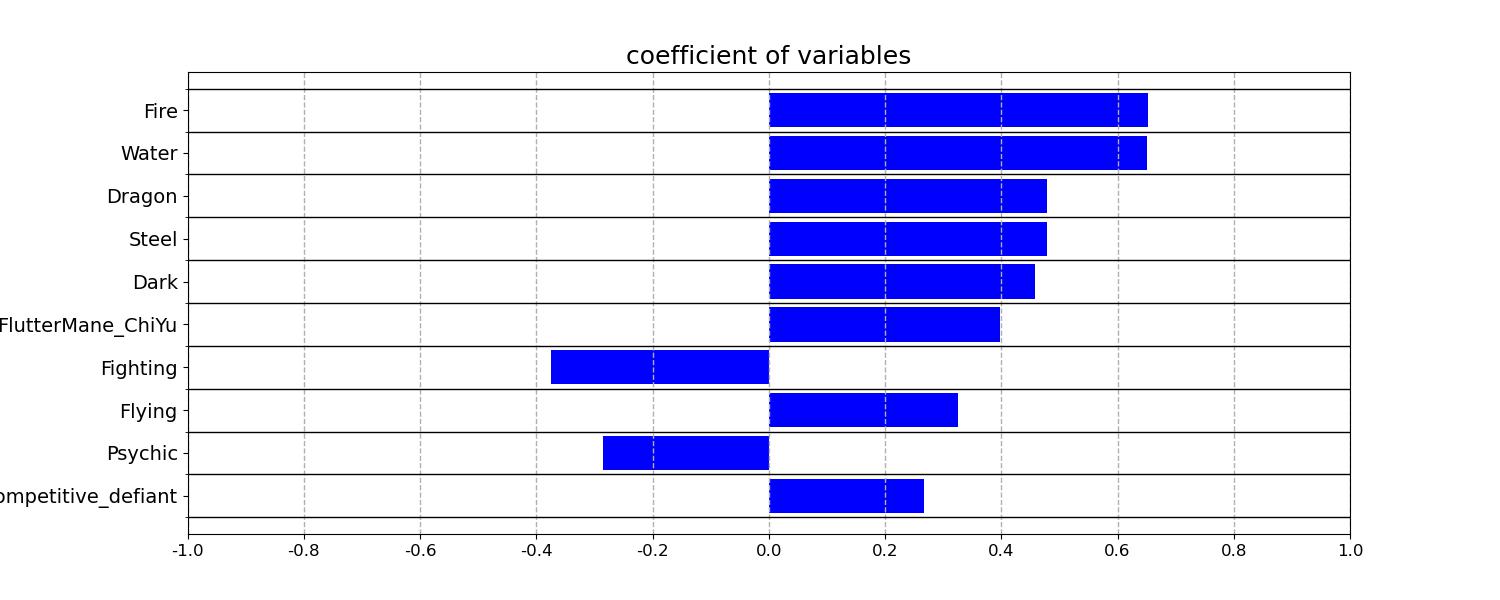 coefficient of variables
Fire
Water
Dragon
Steel
Dark
FlutterMane_ChiYu
Fighting
Flying
Psychic
ompetitive_defiant
-1.0 -0.8 -0.6 -0.4 -0.2 0.0 0.2 0.4 0.6 0.8 1.0